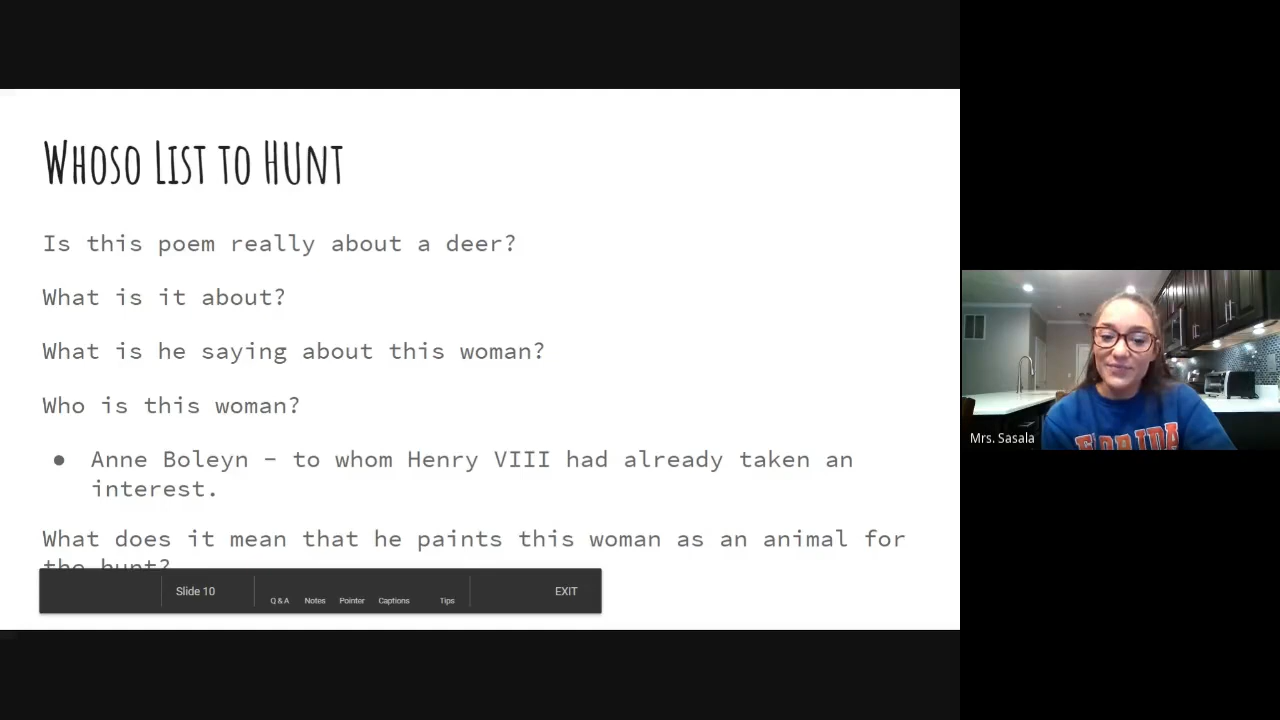 Whoso List to Hunt
Is this poem really about a deer?
What is it about?
What is he saying about this woman?
Who is this woman?
● Anne Boleyn – to whom Henry VIII had already taken an
interest.
What does it mean that he paints this woman as an animal for
the hunt?
Slide 10
Q & A
Notes
Pointer
Captions
Tips
EXIT
Mrs. Sasala
FLORIDA